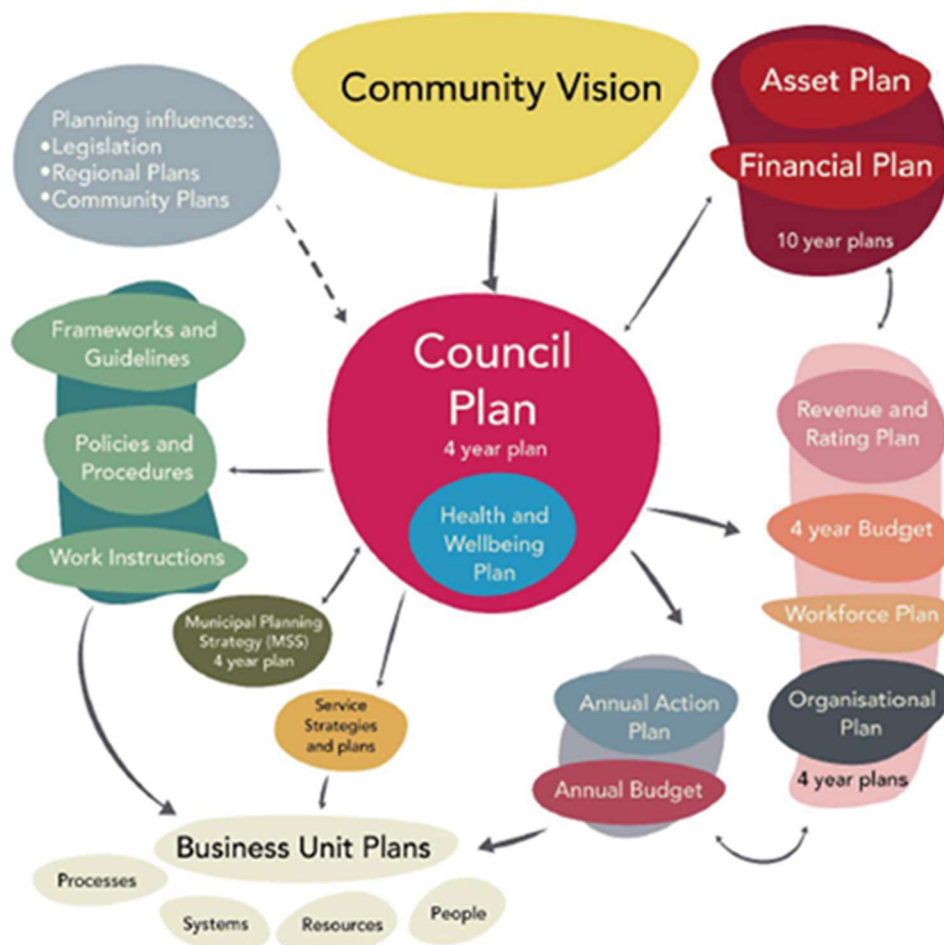 Community Vision
Planning influences:
•Legislation
•Regional Plans
•Community Plans
Asset Plan
Financial Plan
10 year plans
Council
Plan
4 year plan
Health and
Wellbeing
Plan
Frameworks and
Guidelines
Policies and
Procedures
Work Instructions
Revenue and
Rating Plan
4 year Budget
Workforce Plan
Organisational
Plan
4 year plans
Municipal Planning
Strategy (MSS)
4 year plan
Service
Strategies
and plans
Annual Action
Plan
Annual Budget
Business Unit Plans
Processes
Systems
Resources
People